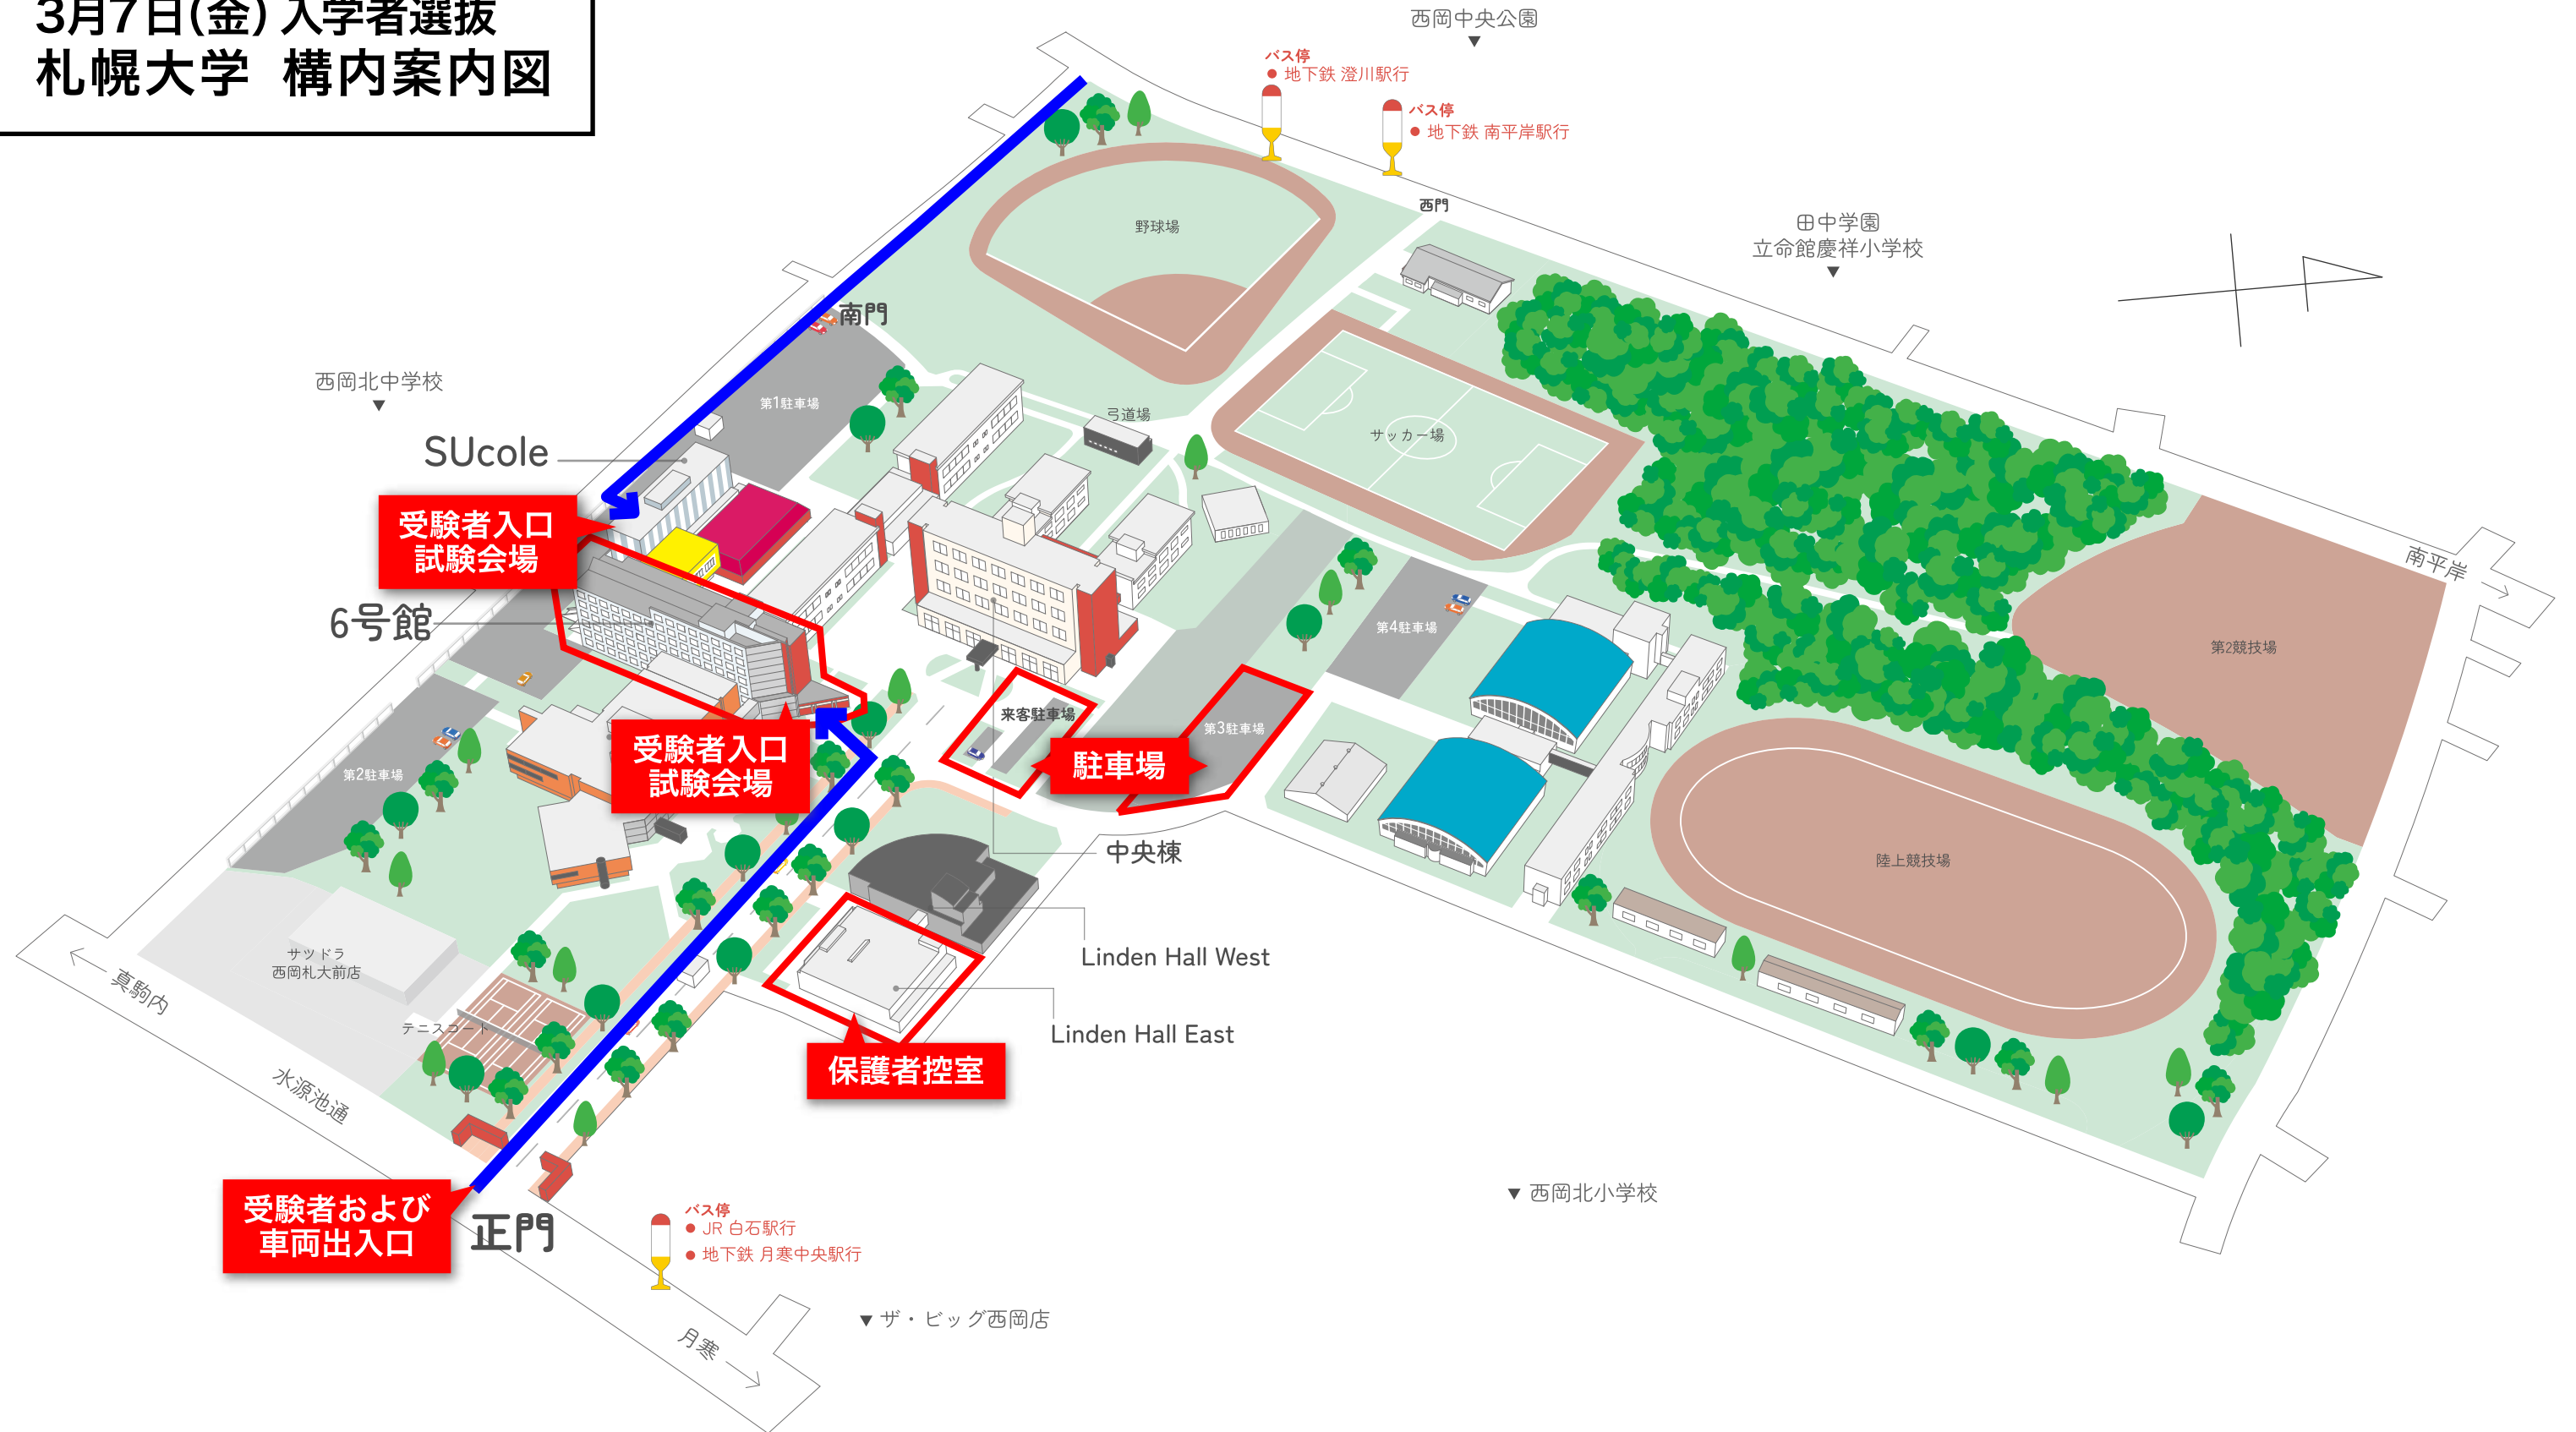 3月7日(金) 入学者選抜
札幌大学 構内案内図
西岡中央公園
▼
バス停
● 地下鉄 澄川駅行
バス停
● 地下鉄 南平岸駅行
西門
野球場
田中学園
立命館慶祥小学校
▼
南門
西岡北中学校
▼
第1駐車場
SUcole
弓道場
サッカー場
受験者入口
試験会場
6号館
南平岸
第4駐車場
第2競技場
来客駐車場
第3駐車場
受験者入口
試験会場
駐車場
第2駐車場
中央棟
陸上競技場
サツドラ
西岡札大前店
真駒内
Linden Hall West
テニスコート
Linden Hall East
保護者控室
水源池通
受験者および
車両出入口
正門
バス停
● JR 白石駅行
● 地下鉄 月寒中央駅行
▼ 西岡北小学校
▼ ザ・ビッグ西岡店
月寒